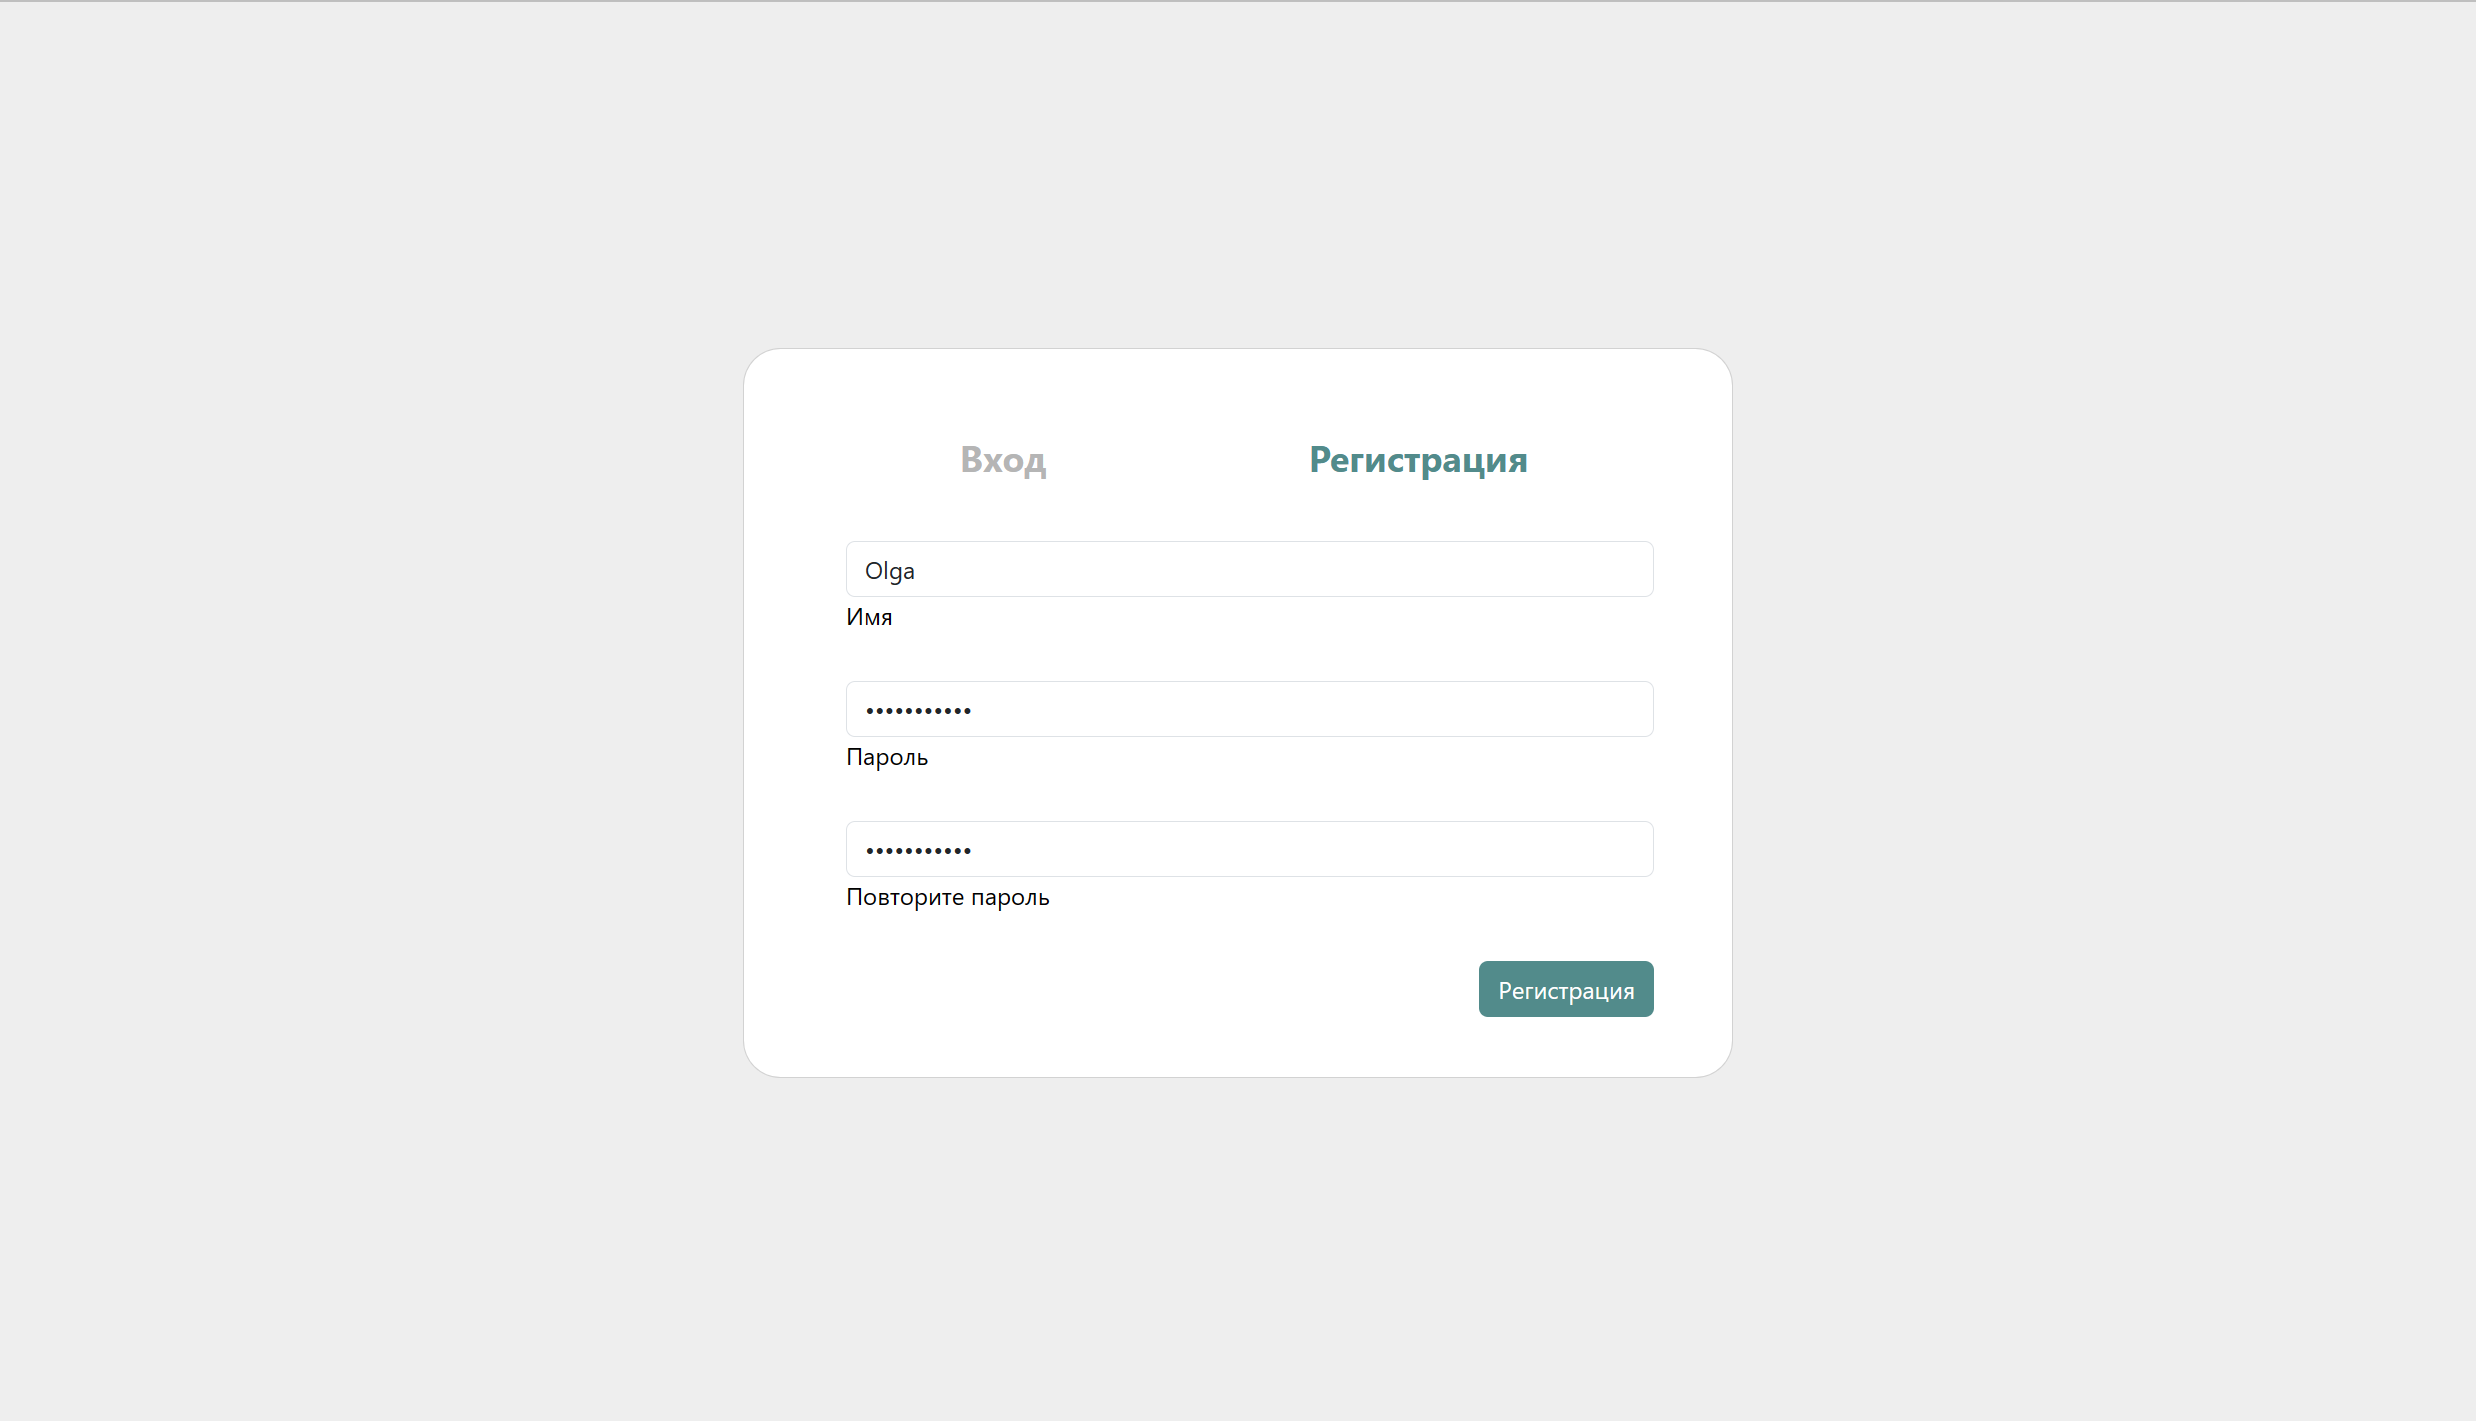 Вход Регистрация
Olga
Имя
•••••••••••
Пароль
•••••••••••
Повторите пароль
Регистрация